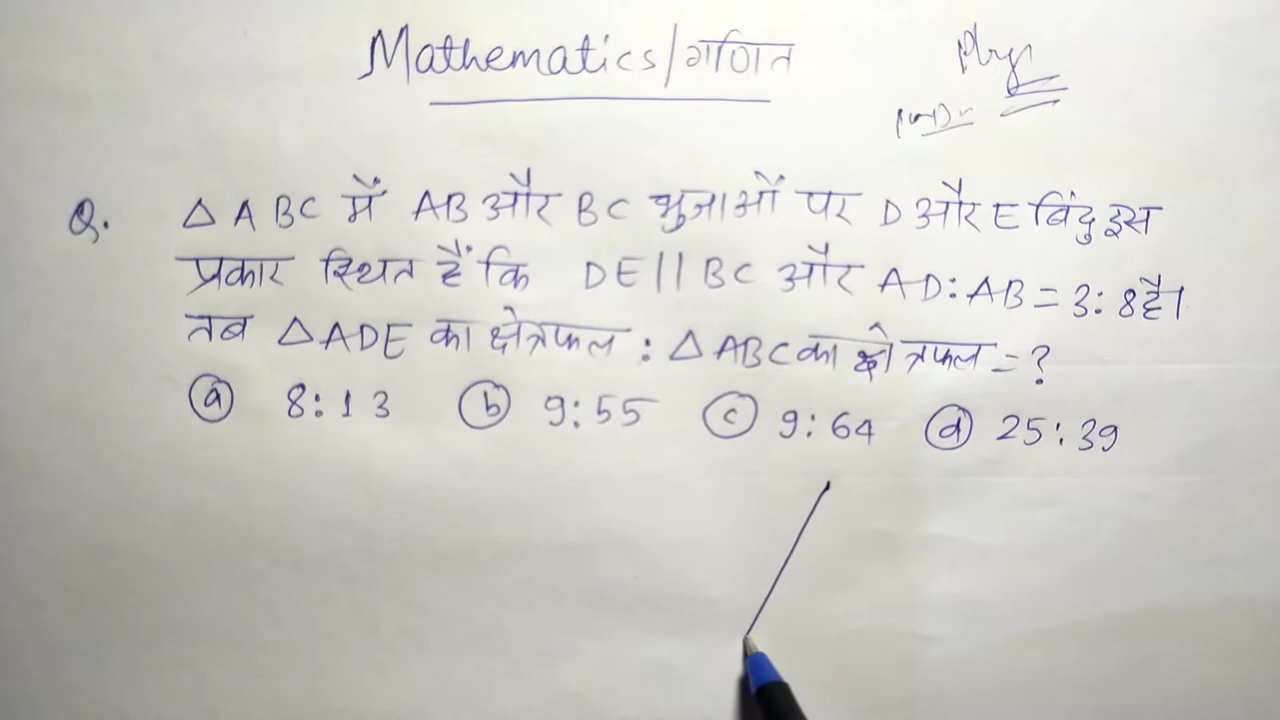 Mathematics/गणित
Q. △ABC में AB और BC भुजाओं पर D और E बिंदु इस
प्रकार स्थित हैं कि DE||BC और AD:AB=3:8 है।
तब △ADE का क्षेत्रफल : △ABC का क्षेत्रफल = ?
ⓐ 8:13 ⓑ 9:55 ⓒ 9:64 ⓓ 25:39